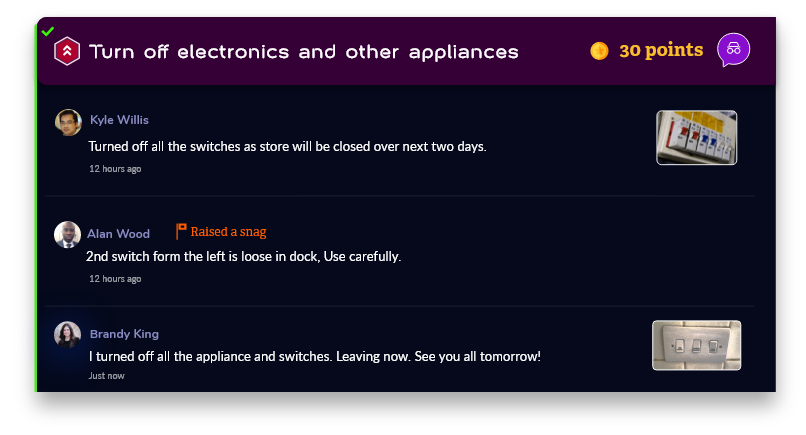 Turn off electronics and other appliances
30 points
Kyle Willis
Turned off all the switches as store will be closed over next two days.
12 hours ago
Alan Wood
Raised a snag
2nd switch form the left is loose in dock, Use carefully.
12 hours ago
Brandy King
I turned off all the appliance and switches. Leaving now. See you all tomorrow!
Just now